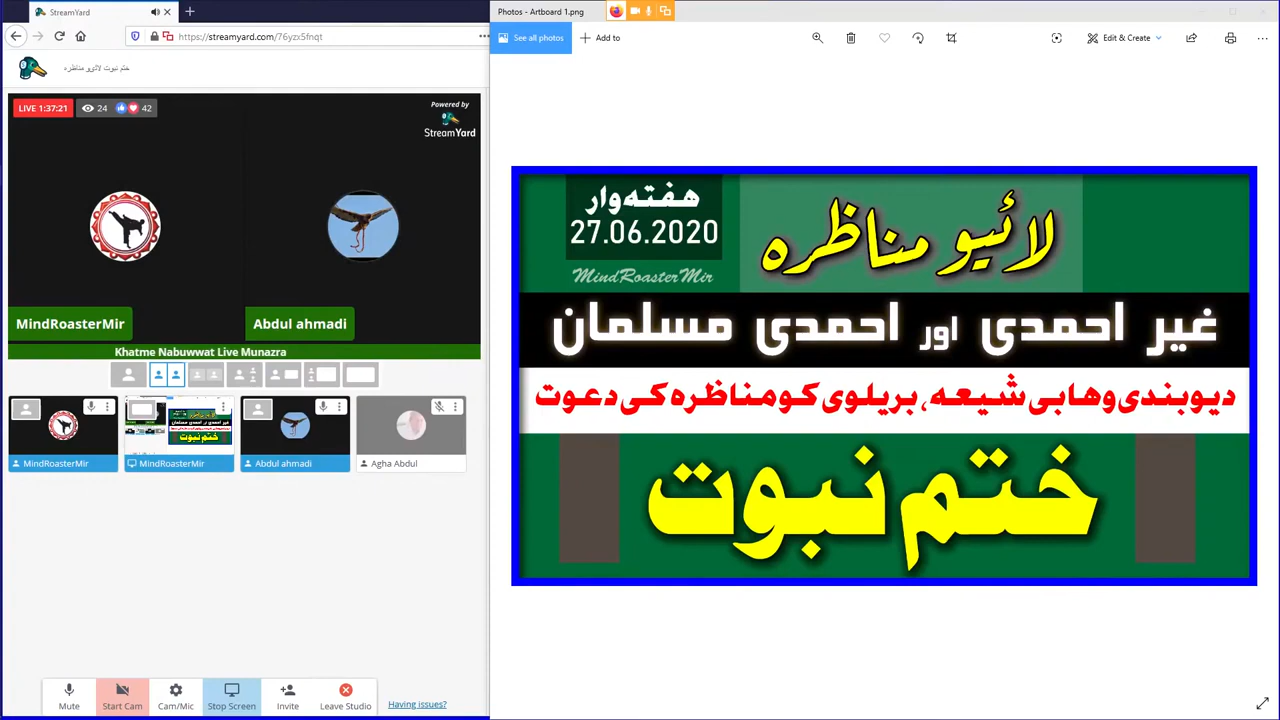 StreamYard
Photos - Artboard 1.png
https://streamyard.com/76yzx5fnqt
See all photos
Add to
Edit & Create
ختم نبوت لائیو مناظرہ
LIVE 1:37:21
24
42
Powered by
StreamYard
MindRoasterMir
Abdul ahmadi
Khatme Nabuwwat Live Munazra
MindRoasterMir
MindRoasterMir
Abdul ahmadi
Agha Abdul
Mute
Start Cam
Cam/Mic
Stop Screen
Invite
Leave Studio
Having issues?
لائیو مناظرہ
ھفتہ وار
27.06.2020
MindRoasterMir
غیر احمدی اور احمدی مسلمان
دیوبندی وھابی شیعہ، بریلوی کو مناظرہ کی دعوت
ختم نبوت